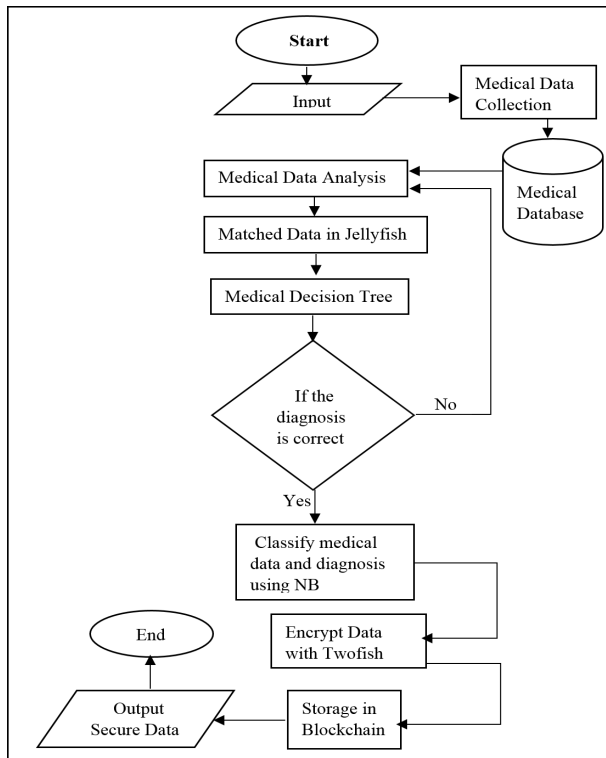 Start
Input
Medical Data
Collection
Medical
Database
Medical Data Analysis
Matched Data in Jellyfish
Medical Decision Tree
If the
diagnosis
is correct
No
Yes
Classify medical
data and diagnosis
using NB
Encrypt Data
with Twofish
Storage in
Blockchain
Output
Secure Data
End